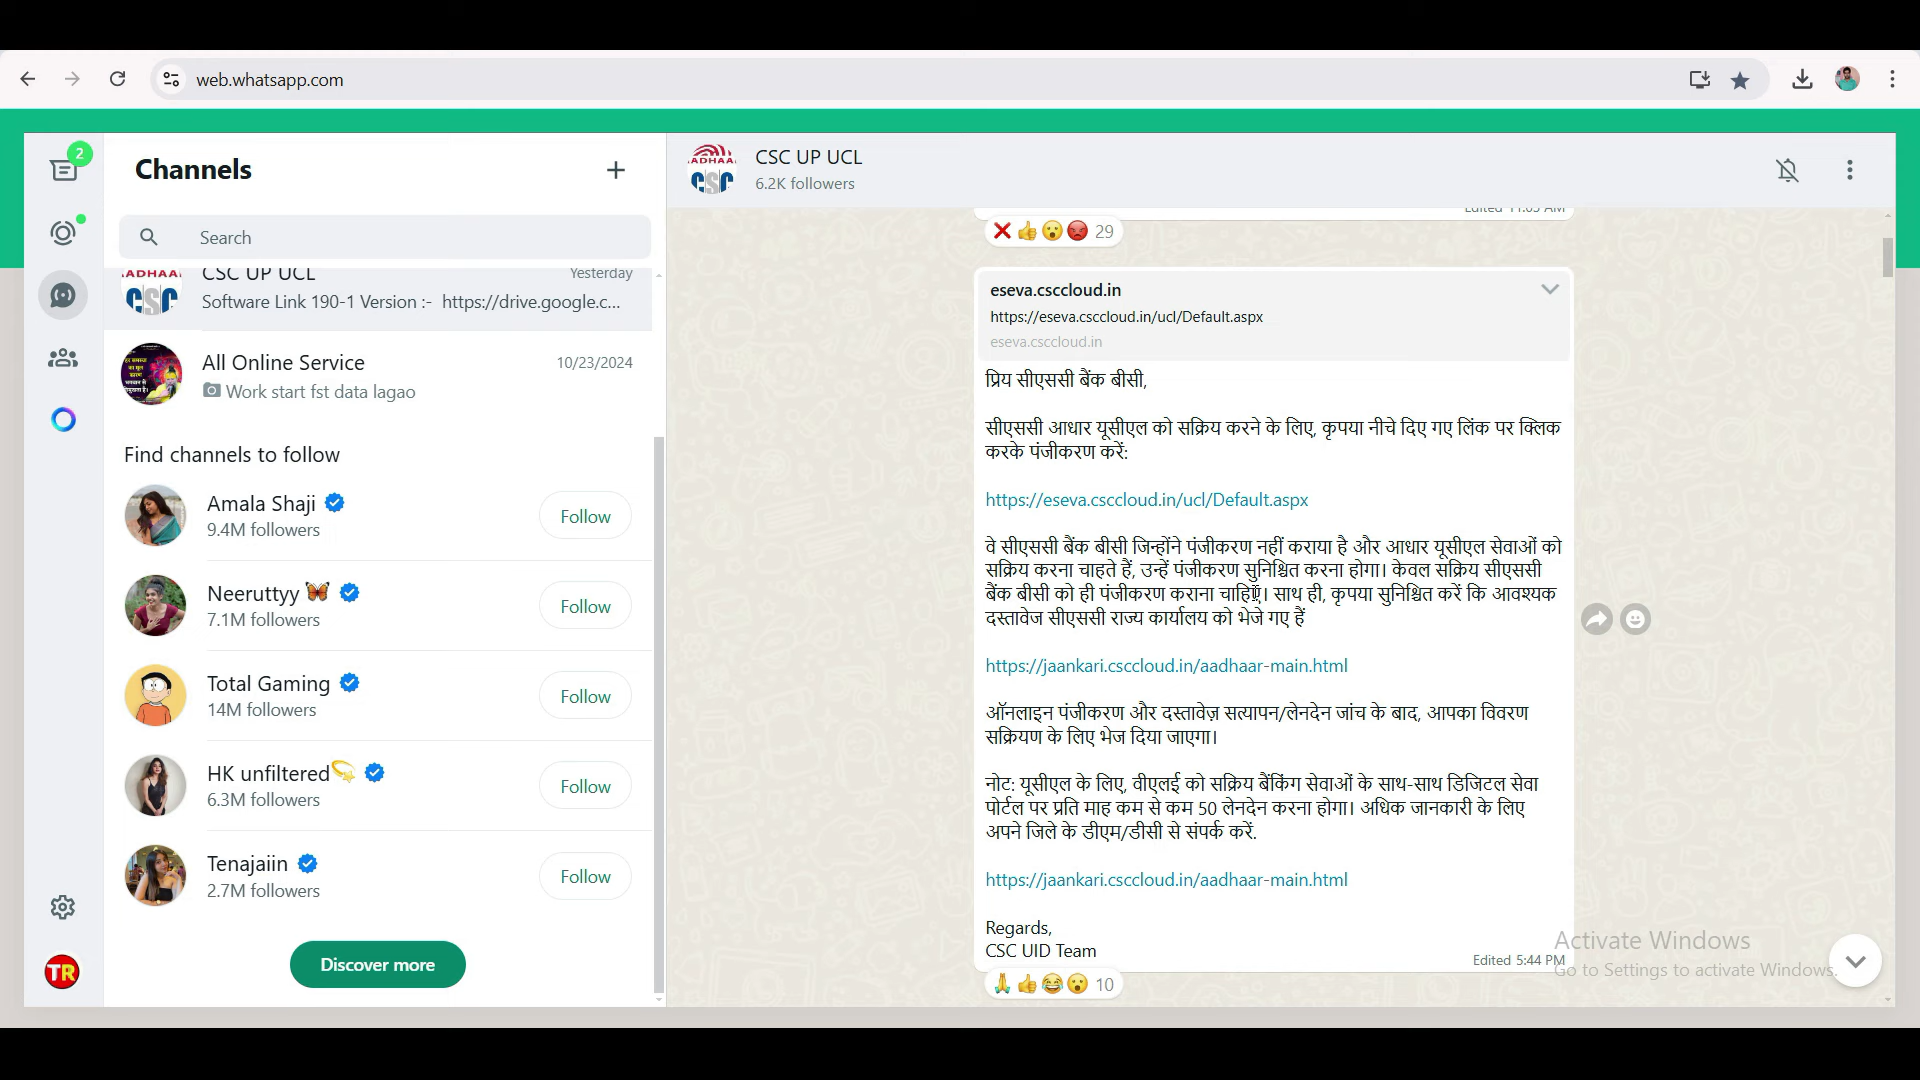 web.whatsapp.com
2
Channels
Search
CSC UP UCL
Yesterday
Software Link 190-1 Version :- https://drive.google.c...
All Online Service
10/23/2024
Work start fst data lagao
Find channels to follow
Amala Shaji
9.4M followers
Follow
Neeruttyy
7.1M followers
Follow
Total Gaming
14M followers
Follow
HK unfiltered
6.3M followers
Follow
Tenajaiin
2.7M followers
Follow
Discover more
TR
AADHAAR
CSC
CSC UP UCL
6.2K followers
Edited 11:05 AM
29
eseva.csccloud.in
https://eseva.csccloud.in/ucl/Default.aspx
eseva.csccloud.in
प्रिय सीएससी बैंक बीसी,
सीएससी आधार यूसीएल को सक्रिय करने के लिए, कृपया नीचे दिए गए लिंक पर क्लिक
करके पंजीकरण करें:
https://eseva.csccloud.in/ucl/Default.aspx
वे सीएससी बैंक बीसी जिन्होंने पंजीकरण नहीं कराया है और आधार यूसीएल सेवाओं को
सक्रिय करना चाहते हैं, उन्हें पंजीकरण सुनिश्चित करना होगा। केवल सक्रिय सीएससी
बैंक बीसी को ही पंजीकरण कराना चाहिए। साथ ही, कृपया सुनिश्चित करें कि आवश्यक
दस्तावेज सीएससी राज्य कार्यालय को भेजे गए हैं
https://jaankari.csccloud.in/aadhaar-main.html
ऑनलाइन पंजीकरण और दस्तावेज़ सत्यापन/लेनदेन जांच के बाद, आपका विवरण
सक्रियण के लिए भेज दिया जाएगा।
नोट: यूसीएल के लिए, वीएलई को सक्रिय बैंकिंग सेवाओं के साथ-साथ डिजिटल सेवा
पोर्टल पर प्रति माह कम से कम 50 लेनदेन करना होगा। अधिक जानकारी के लिए
अपने जिले के डीएम/डीसी से संपर्क करें.
https://jaankari.csccloud.in/aadhaar-main.html
Regards,
CSC UID Team
Edited 5:44 PM
10
Activate Windows
Go to Settings to activate Windows.